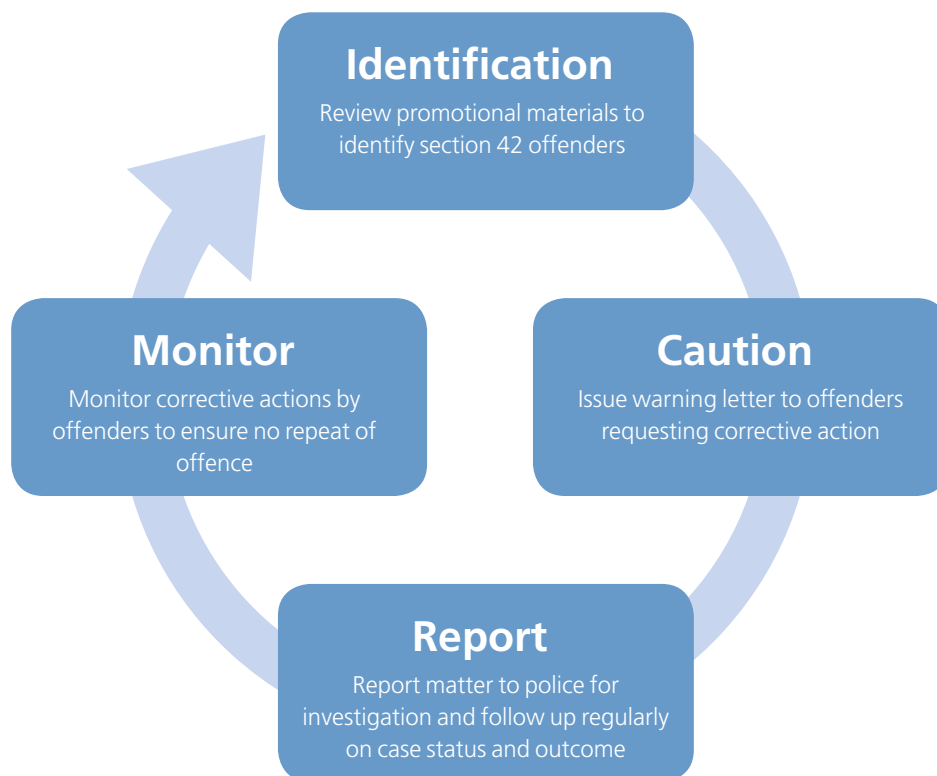 Identification
Review promotional materials to
identify section 42 offenders
Caution
Issue warning letter to offenders
requesting corrective action
Report
Report matter to police for
investigation and follow up regularly
on case status and outcome
Monitor
Monitor corrective actions by
offenders to ensure no repeat of
offence